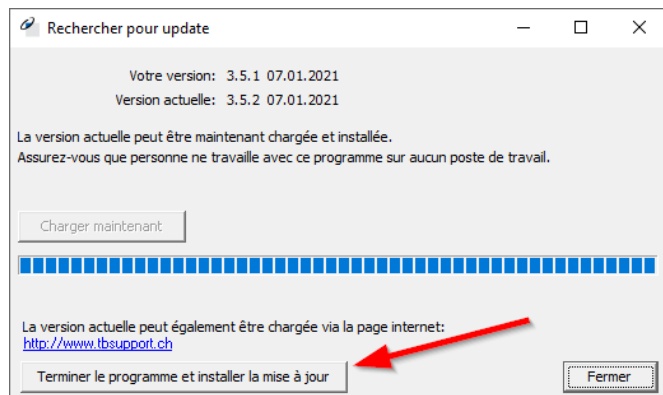 Rechercher pour update
Votre version: 3.5.1 07.01.2021
Version actuelle: 3.5.2 07.01.2021
La version actuelle peut être maintenant chargée et installée.
Assurez-vous que personne ne travaille avec ce programme sur aucun poste de travail.
Charger maintenant
La version actuelle peut également être chargée via la page internet:
http://www.tbsupport.ch
Terminer le programme et installer la mise à jour
Fermer